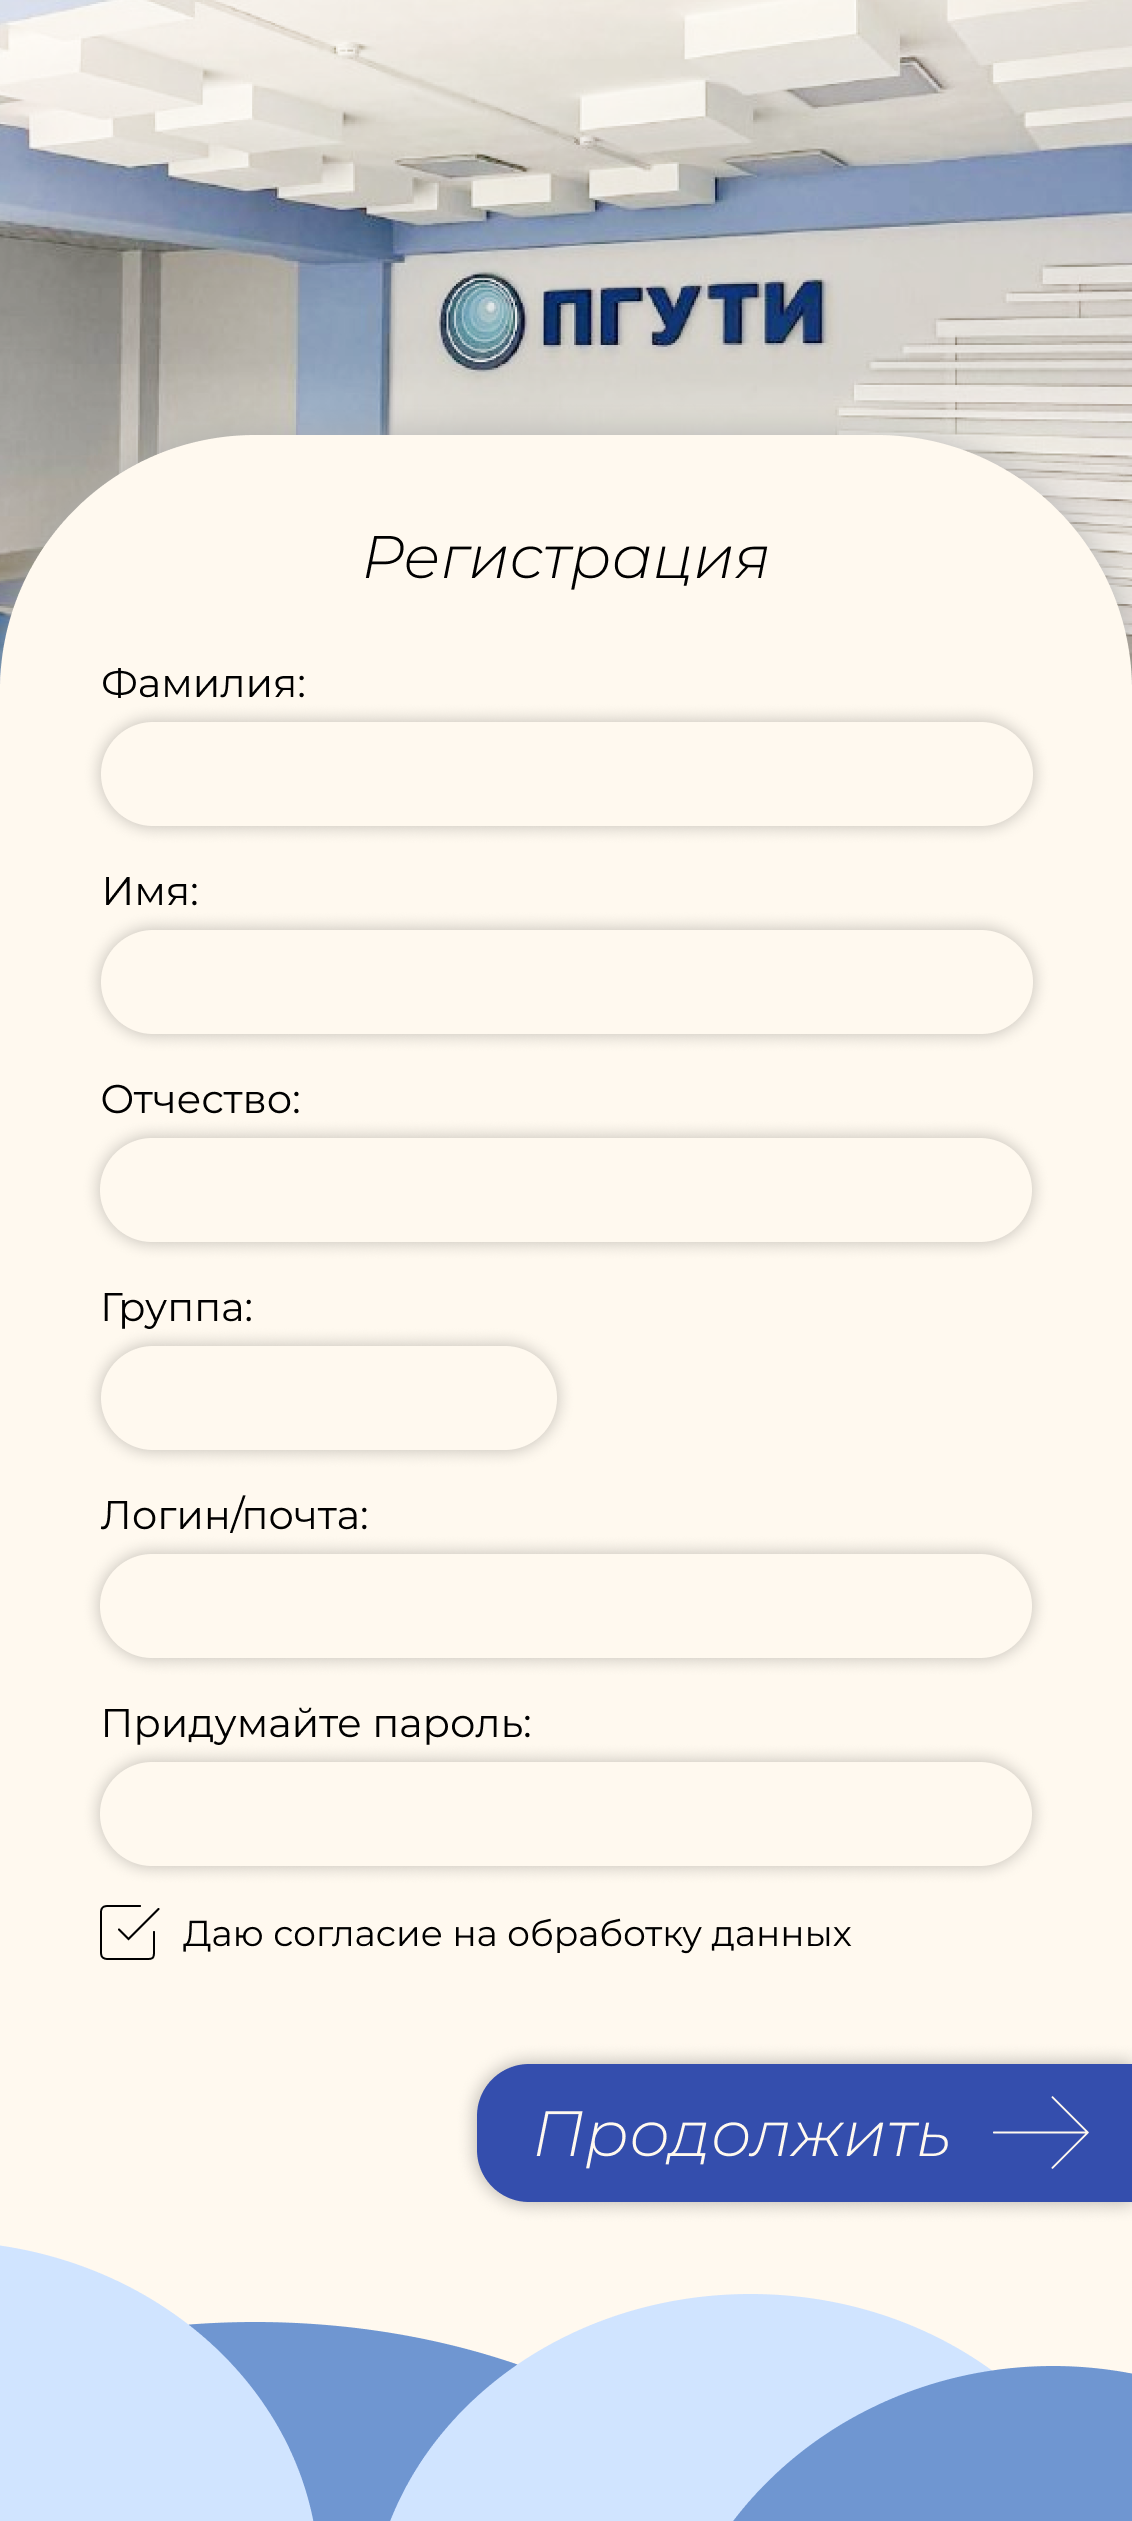 ПГУТИ
Регистрация
Фамилия:
Имя:
Отчество:
Группа:
Логин/почта:
Придумайте пароль:
Даю согласие на обработку данных
Продолжить